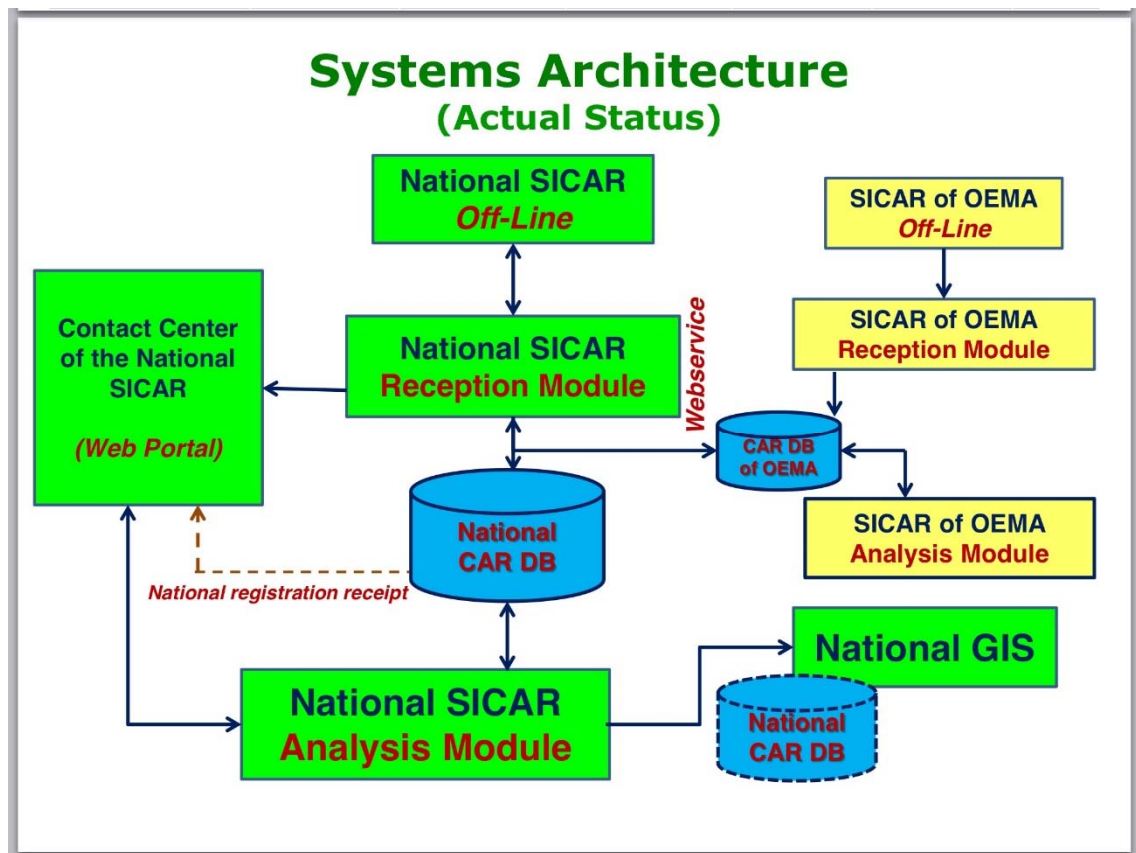 Systems Architecture
(Actual Status)
National SICAR
Off-Line
SICAR of OEMA
Off-Line
Contact Center
of the National
SICAR
(Web Portal)
National SICAR
Reception Module
Webservice
SICAR of OEMA
Reception Module
CAR DB
of OEMA
National
CAR DB
SICAR of OEMA
Analysis Module
National registration receipt
National GIS
National SICAR
Analysis Module
National
CAR DB